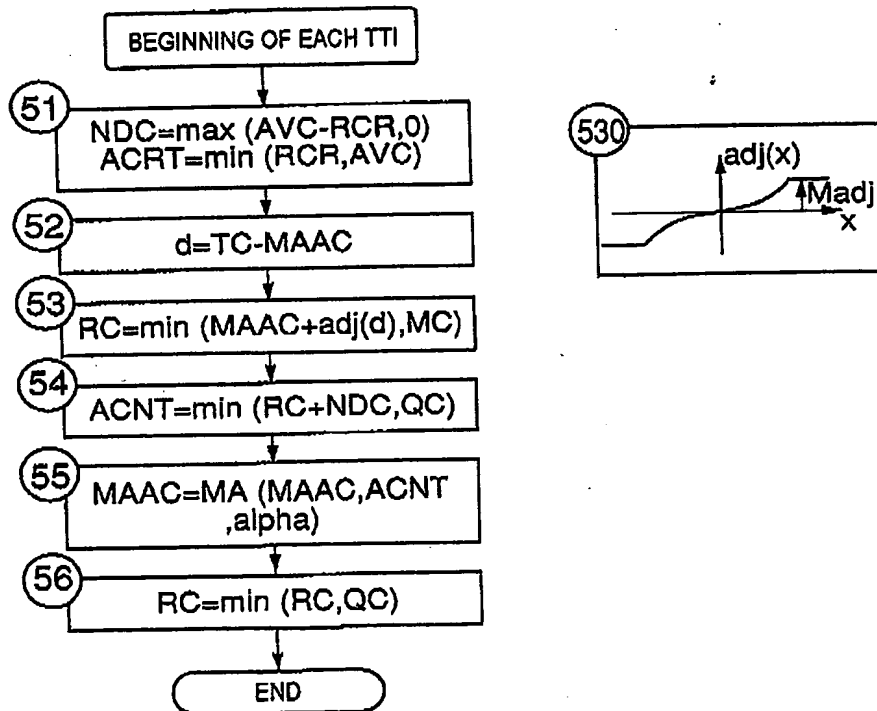 BEGINNING OF EACH TTI
51
NDC=max (AVC-RCR,0)
ACRT=min (RCR,AVC)
52
d=TC-MAAC
53
RC=min (MAAC+adj(d),MC)
54
ACNT=min (RC+NDC,QC)
55
MAAC=MA (MAAC,ACNT
,alpha)
56
RC=min (RC,QC)
END
530
adj(x)
Madj
x